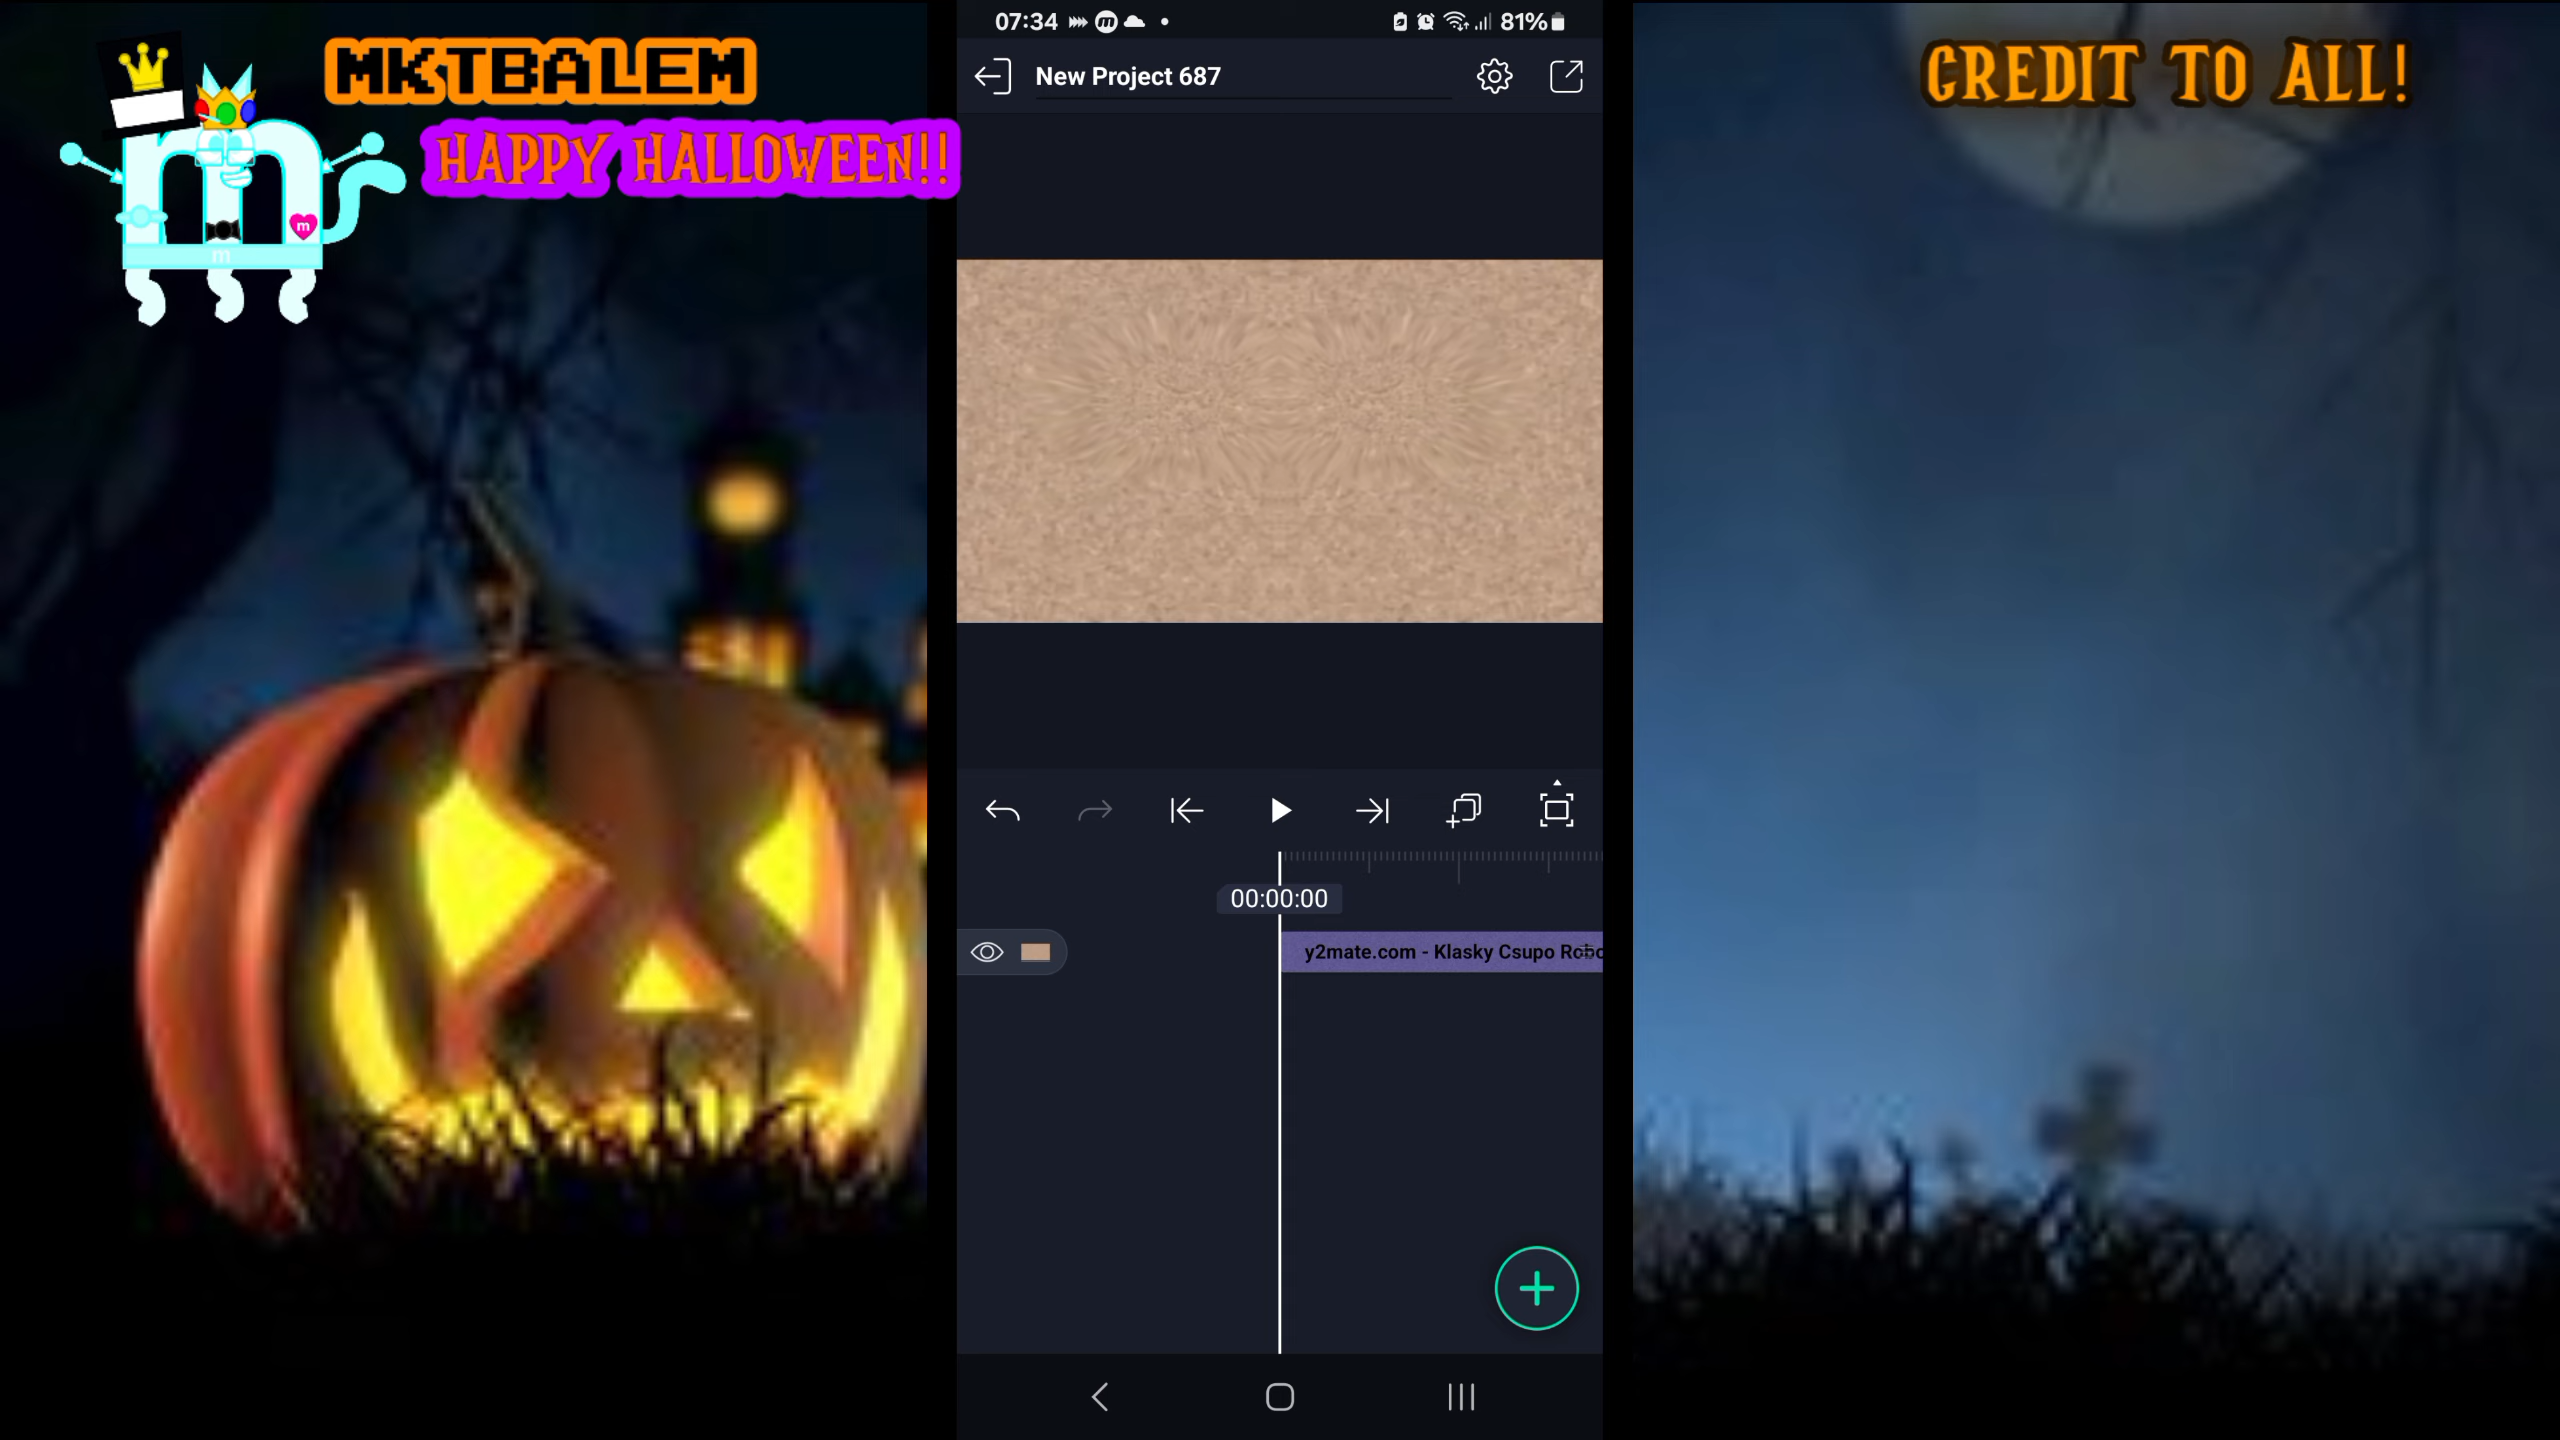 MKTBALEM
HAPPY HALLOWEEN!!
m
m
07:34
81%
New Project 687
00:00:00
y2mate.com - Klasky Csupo Robo
CREDIT TO ALL!